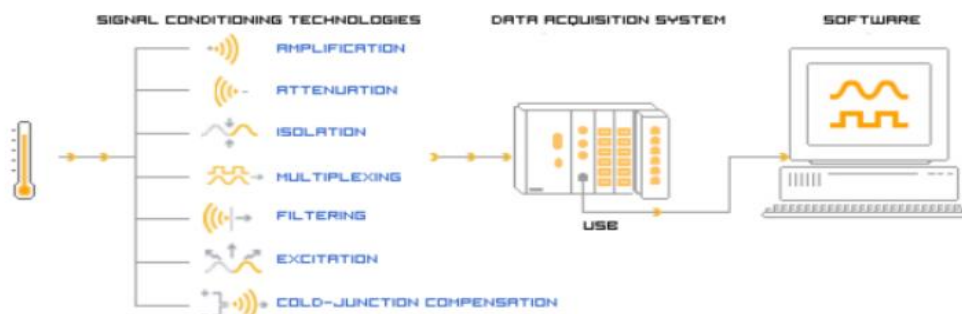 SIGNAL CONDITIONING TECHNOLOGIES
DATA ACQUISITION SYSTEM
SOFTWARE
AMPLIFICATION
ATTENUATION
ISOLATION
MULTIPLEXING
FILTERING
EXCITATION
COLD-JUNCTION COMPENSATION
USB